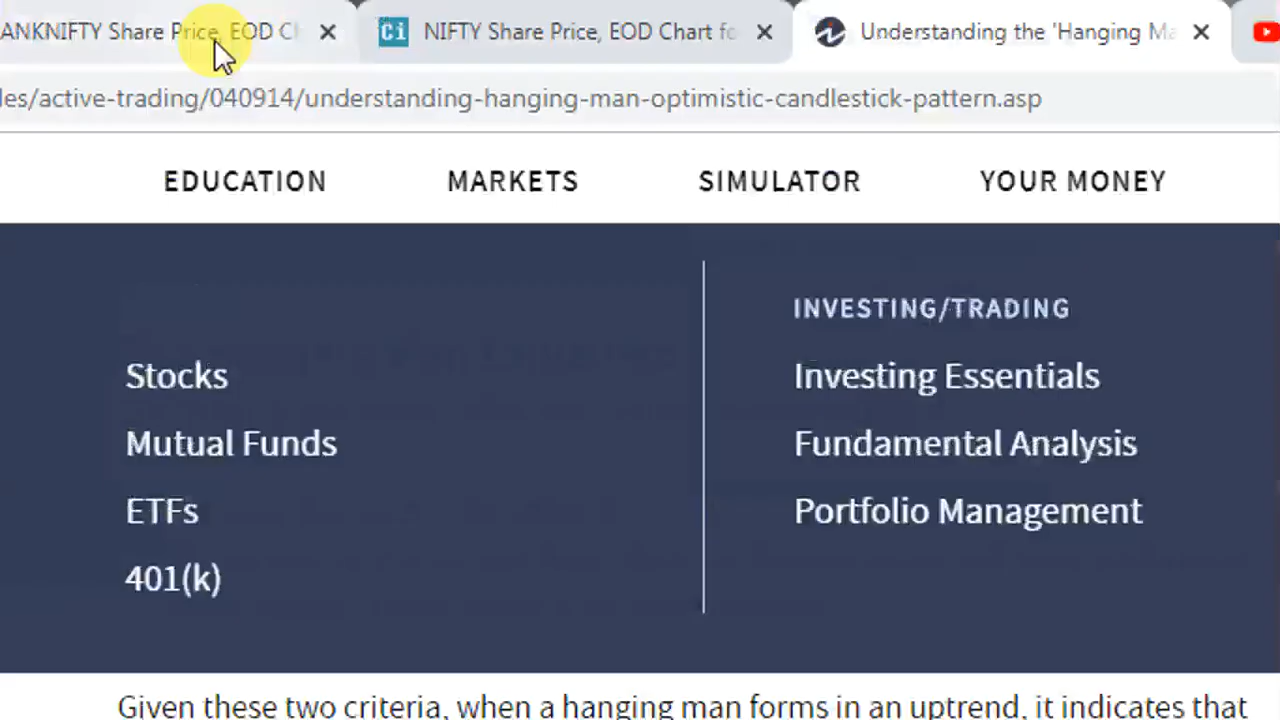 ANKNIFTY Share Price, EOD Ch
Ci NIFTY Share Price, EOD Chart fo
Understanding the 'Hanging Ma
les/active-trading/040914/understanding-hanging-man-optimistic-candlestick-pattern.asp
EDUCATION MARKETS SIMULATOR YOUR MONEY
Stocks
Mutual Funds
ETFs
401(k)
INVESTING/TRADING
Investing Essentials
Fundamental Analysis
Portfolio Management
Given these two criteria, when a hanging man forms in an uptrend, it indicates that